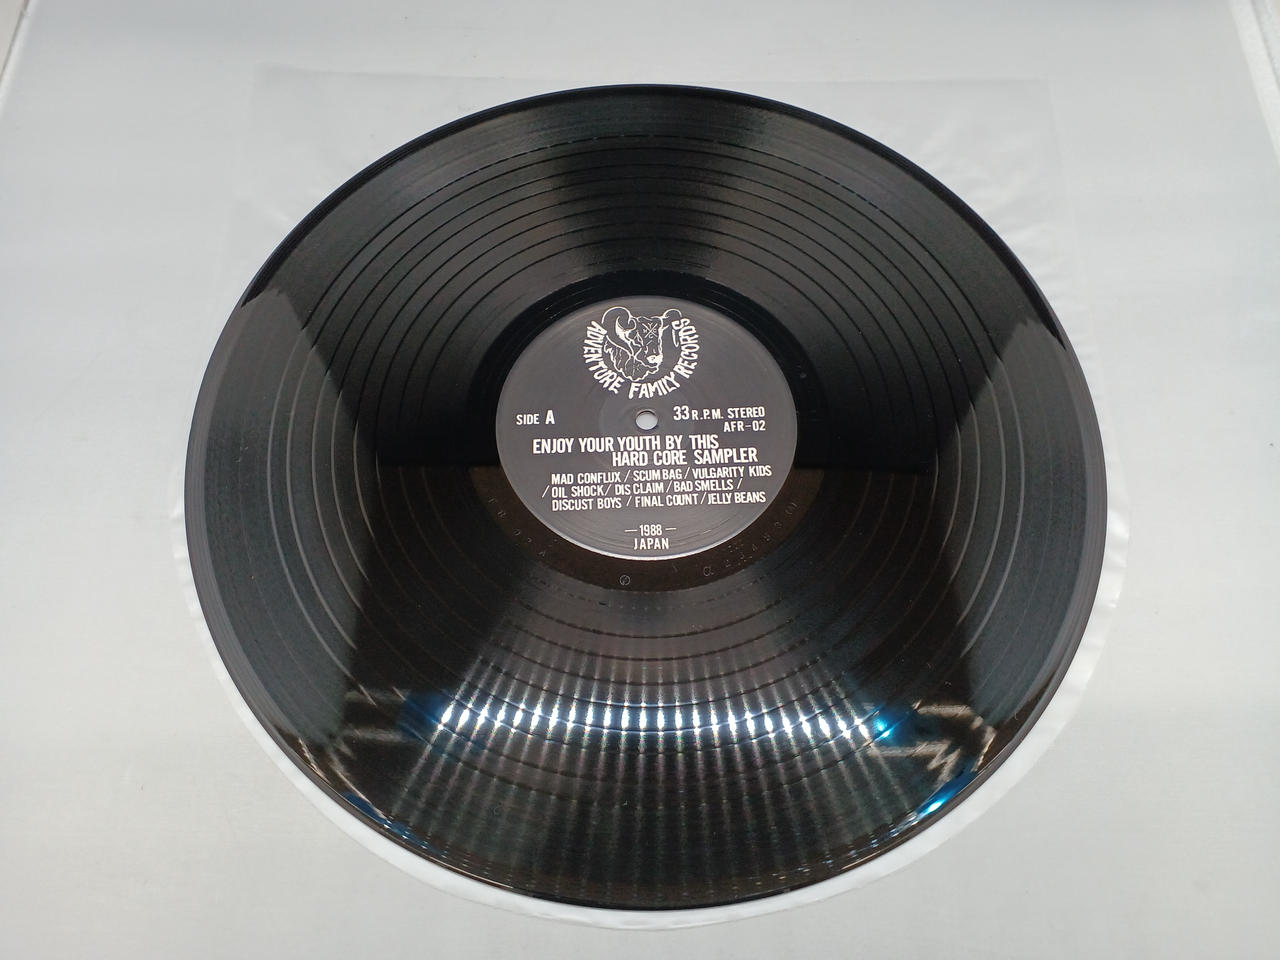 ADVENTURE FAMILY RECORDS
SIDE A
33 R.P.M. STEREO
AFR-02
ENJOY YOUR YOUTH BY THIS
HARD CORE SAMPLER
MAD CONFLUX / SCUM BAG / VULGARITY KIDS
/ OIL SHOCK / DIS CLAIM / BAD SMELLS /
DISCUST BOYS / FINAL COUNT / JELLY BEANS
— 1988 —
JAPAN